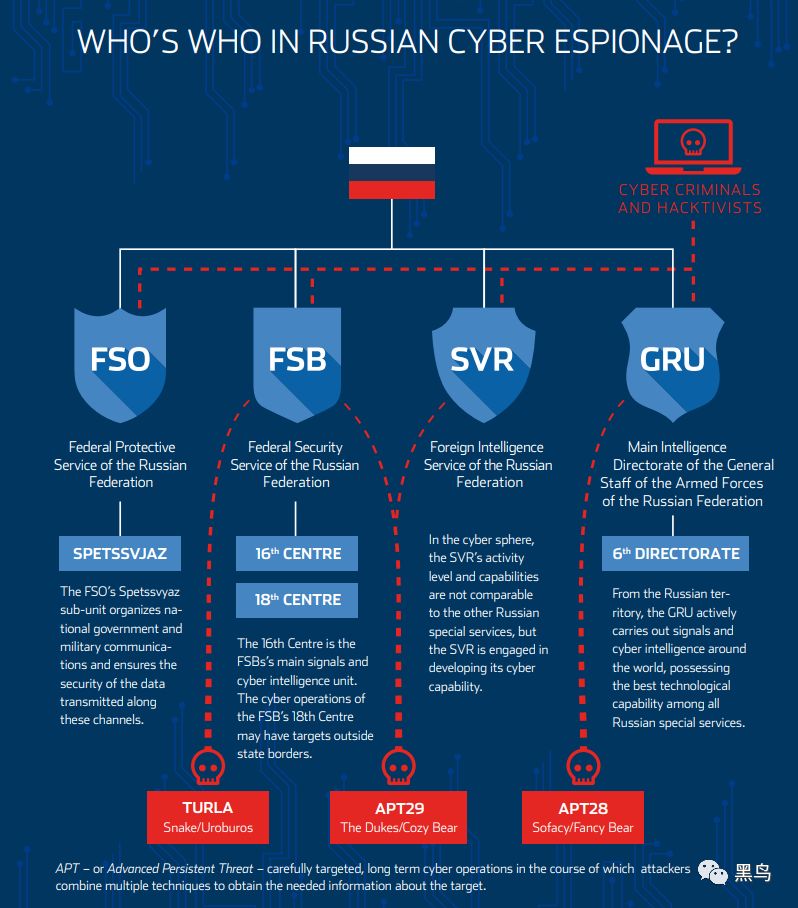 WHO'S WHO IN RUSSIAN CYBER ESPIONAGE?
CYBER CRIMINALS
AND HACKTIVISTS
FSO
FSB
SVR
GRU
Federal Protective
Service of the Russian
Federation
Federal Security
Service of the Russian
Federation
Foreign Intelligence
Service of the Russian
Federation
Main Intelligence
Directorate of the General
Staff of the Armed Forces
of the Russian Federation
SPETSSVJAZ
The FSO's Spetssvyaz
sub-unit organizes na-
tional government and
military communica-
tions and ensures the
security of the data
transmitted along
these channels.
16th CENTRE
18th CENTRE
The 16th Centre is the
FSBs's main signals and
cyber intelligence unit.
The cyber operations of
the FSB's 18th Centre
may have targets outside
state borders.
In the cyber sphere,
the SVR's activity
level and capabilities
are not comparable
to the other Russian
special services, but
the SVR is engaged in
developing its cyber
capability.
6th DIRECTORATE
From the Russian ter-
ritory, the GRU actively
carries out signals and
cyber intelligence around
the world, possessing
the best technological
capability among all
Russian special services.
TURLA
Snake/Uroburos
APT29
The Dukes/Cozy Bear
APT28
Sofacy/Fancy Bear
APT – or Advanced Persistent Threat – carefully targeted, long term cyber operations in the course of which attackers
combine multiple techniques to obtain the needed information about the target.
黑鸟